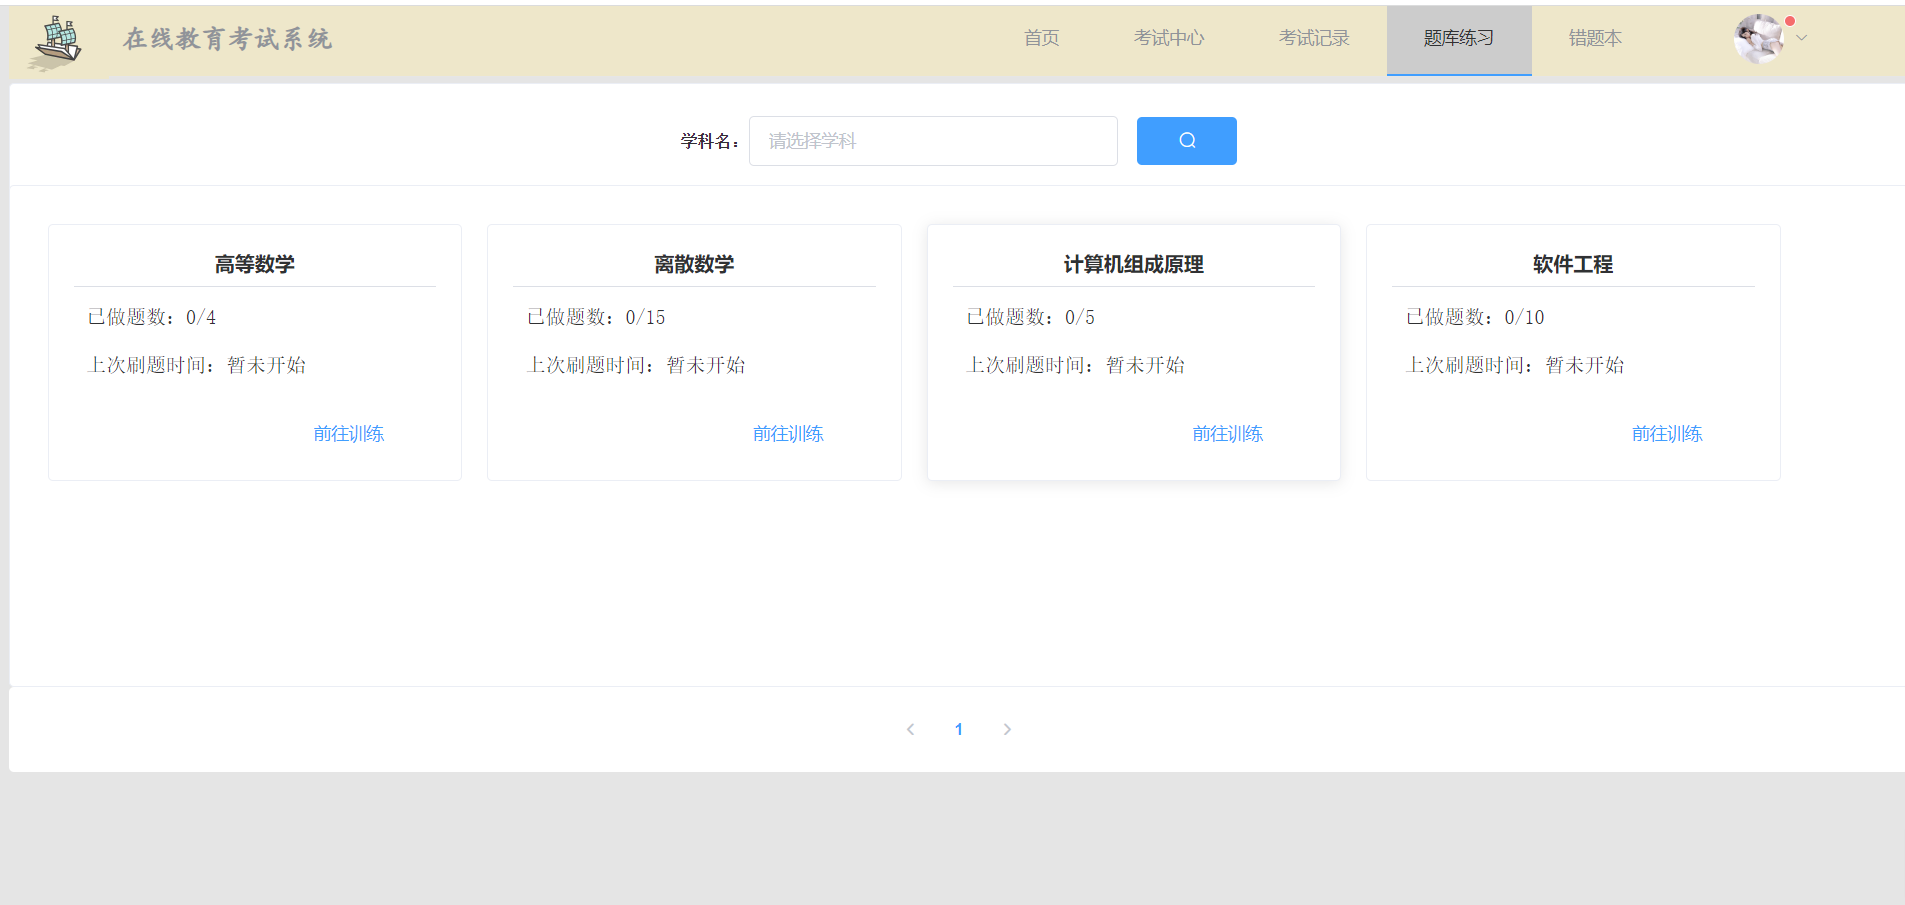 在线教育考试系统 首页 考试中心 考试记录 题库练习 错题本
学科名： 请选择学科
高等数学 离散数学 计算机组成原理 软件工程
已做题数：0/4 已做题数：0/15 已做题数：0/5 已做题数：0/10
上次刷题时间：暂未开始 上次刷题时间：暂未开始 上次刷题时间：暂未开始 上次刷题时间：暂未开始
前往训练 前往训练 前往训练 前往训练
1